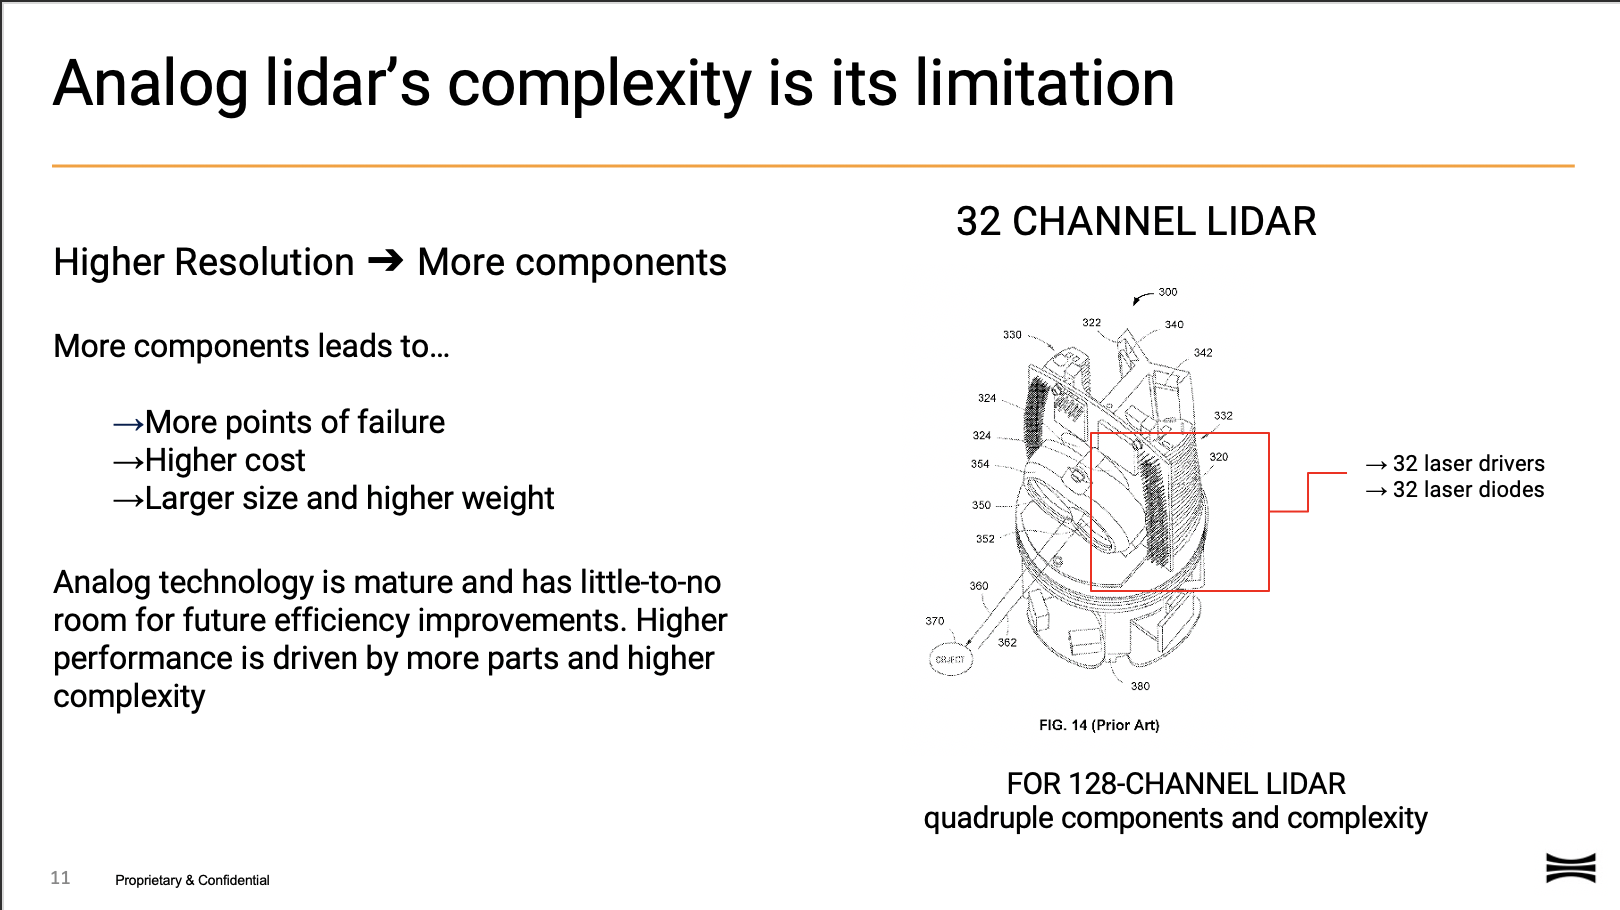 Analog lidar’s complexity is its limitation
Higher Resolution ➔ More components
More components leads to…
→More points of failure
→Higher cost
→Larger size and higher weight
Analog technology is mature and has little-to-no
room for future efficiency improvements. Higher
performance is driven by more parts and higher
complexity
32 CHANNEL LIDAR
300
322
340
330
342
324
332
324
320
354
350
352
360
370
362
OBJECT
380
FIG. 14 (Prior Art)
→ 32 laser drivers
→ 32 laser diodes
FOR 128-CHANNEL LIDAR
quadruple components and complexity
11
Proprietary & Confidential